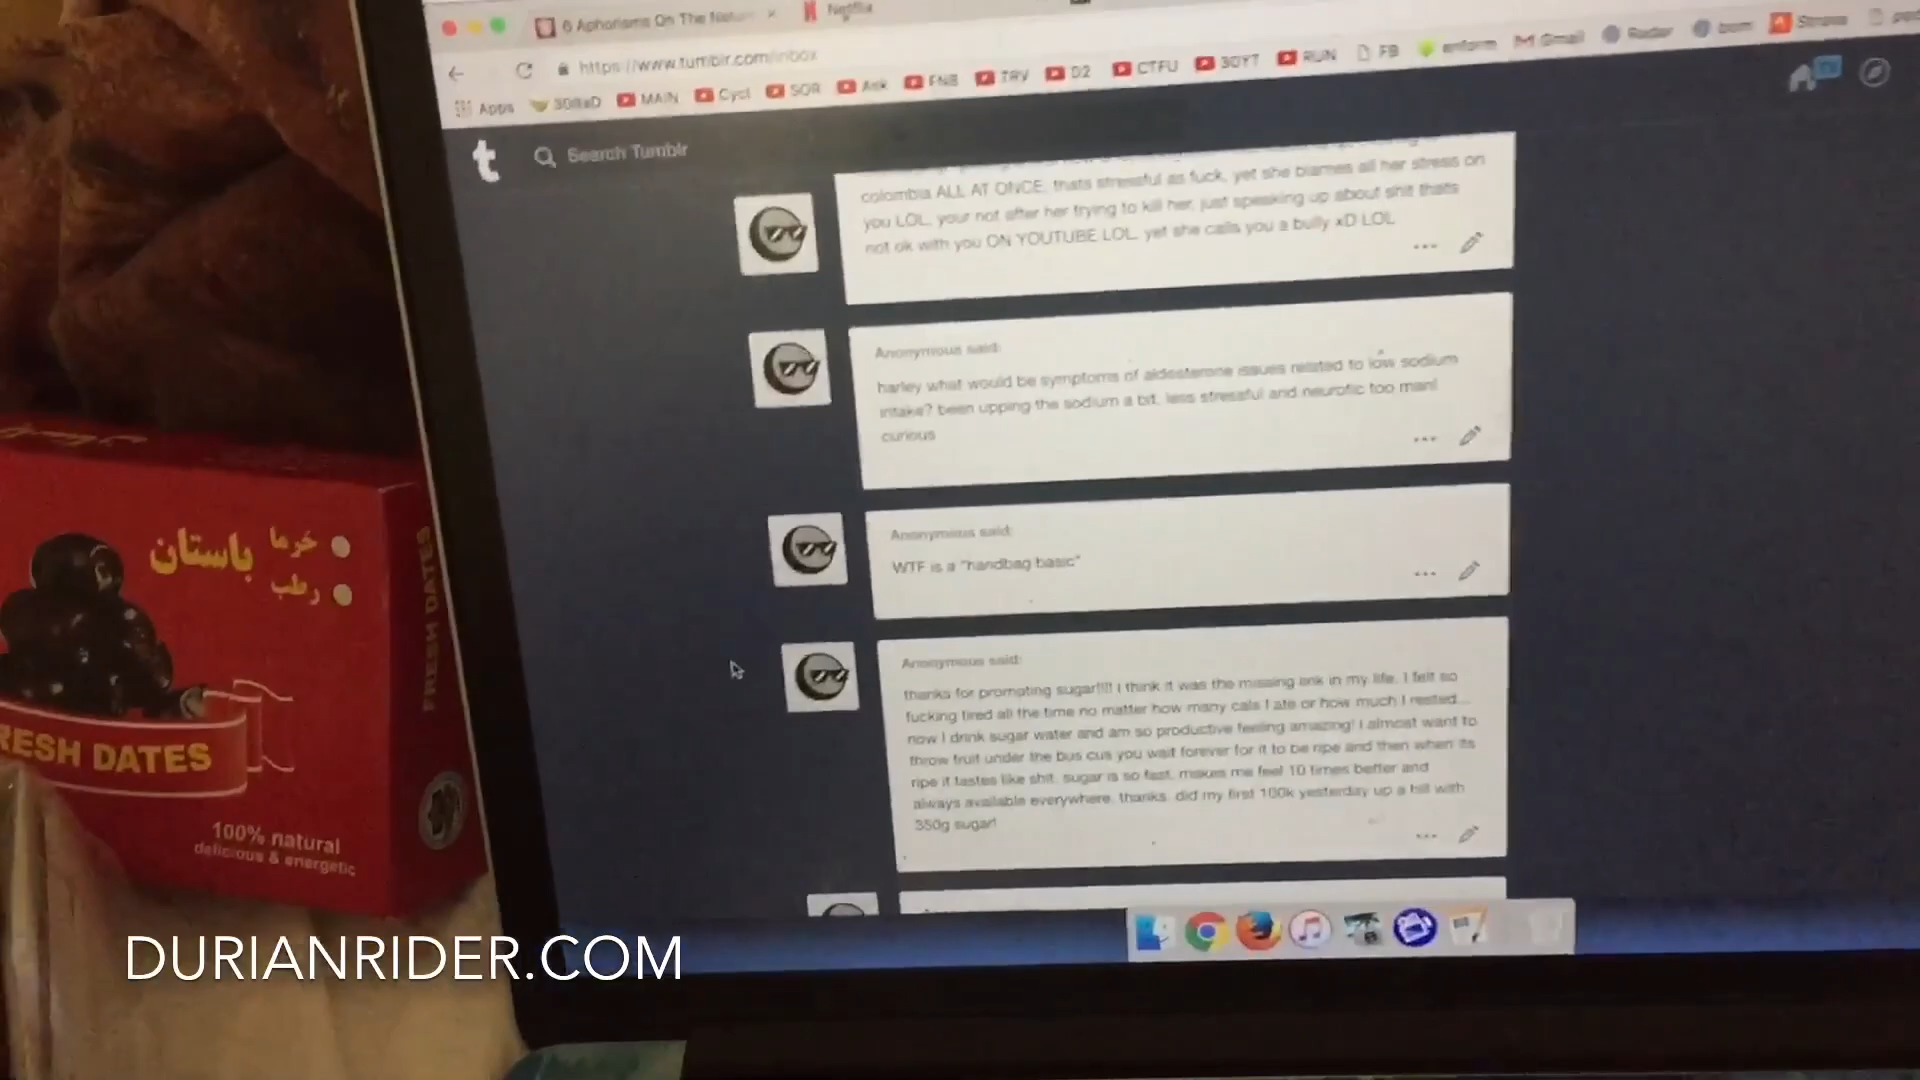 6 Aphorisms On The Natur
Netflix
https://www.tumblr.com/inbox
Apps 30BaD MAIN Cycl SOR Ask FNB TRV D2 CTFU 30YT RUN FB enform Gmail Rider bom Strava
t Search Tumblr
colombia ALL AT ONCE, thats stressful as fuck, yet she blames all her stress on
you LOL, your not after her trying to kill her, just speaking up about shit thats
not ok with you ON YOUTUBE LOL, yet she calls you a bully xD LOL
Anonymous said:
harley what would be symptoms of aldosterone issues related to low sodium
intake? been upping the sodium a bit, less stressful and neurotic too man!
curious
Anonymous said:
WTF is a "handbag basic"
Anonymous said:
thanks for promoting sugar!!!! I think it was the missing link in my life. I felt so
fucking tired all the time no matter how many cals I ate or how much I rested...
now I drink sugar water and am so productive feeling amazing! I almost want to
throw fruit under the bus cus you wait forever for it to be ripe and then when its
ripe it tastes like shit. sugar is so fast, makes me feel 10 times better and
always available everywhere. thanks. did my first 100k yesterday up a hill with
350g sugar!
خرما باستان
رطب
FRESH DATES
RESH DATES
100% natural
delicious & energetic
DURIANRIDER.COM